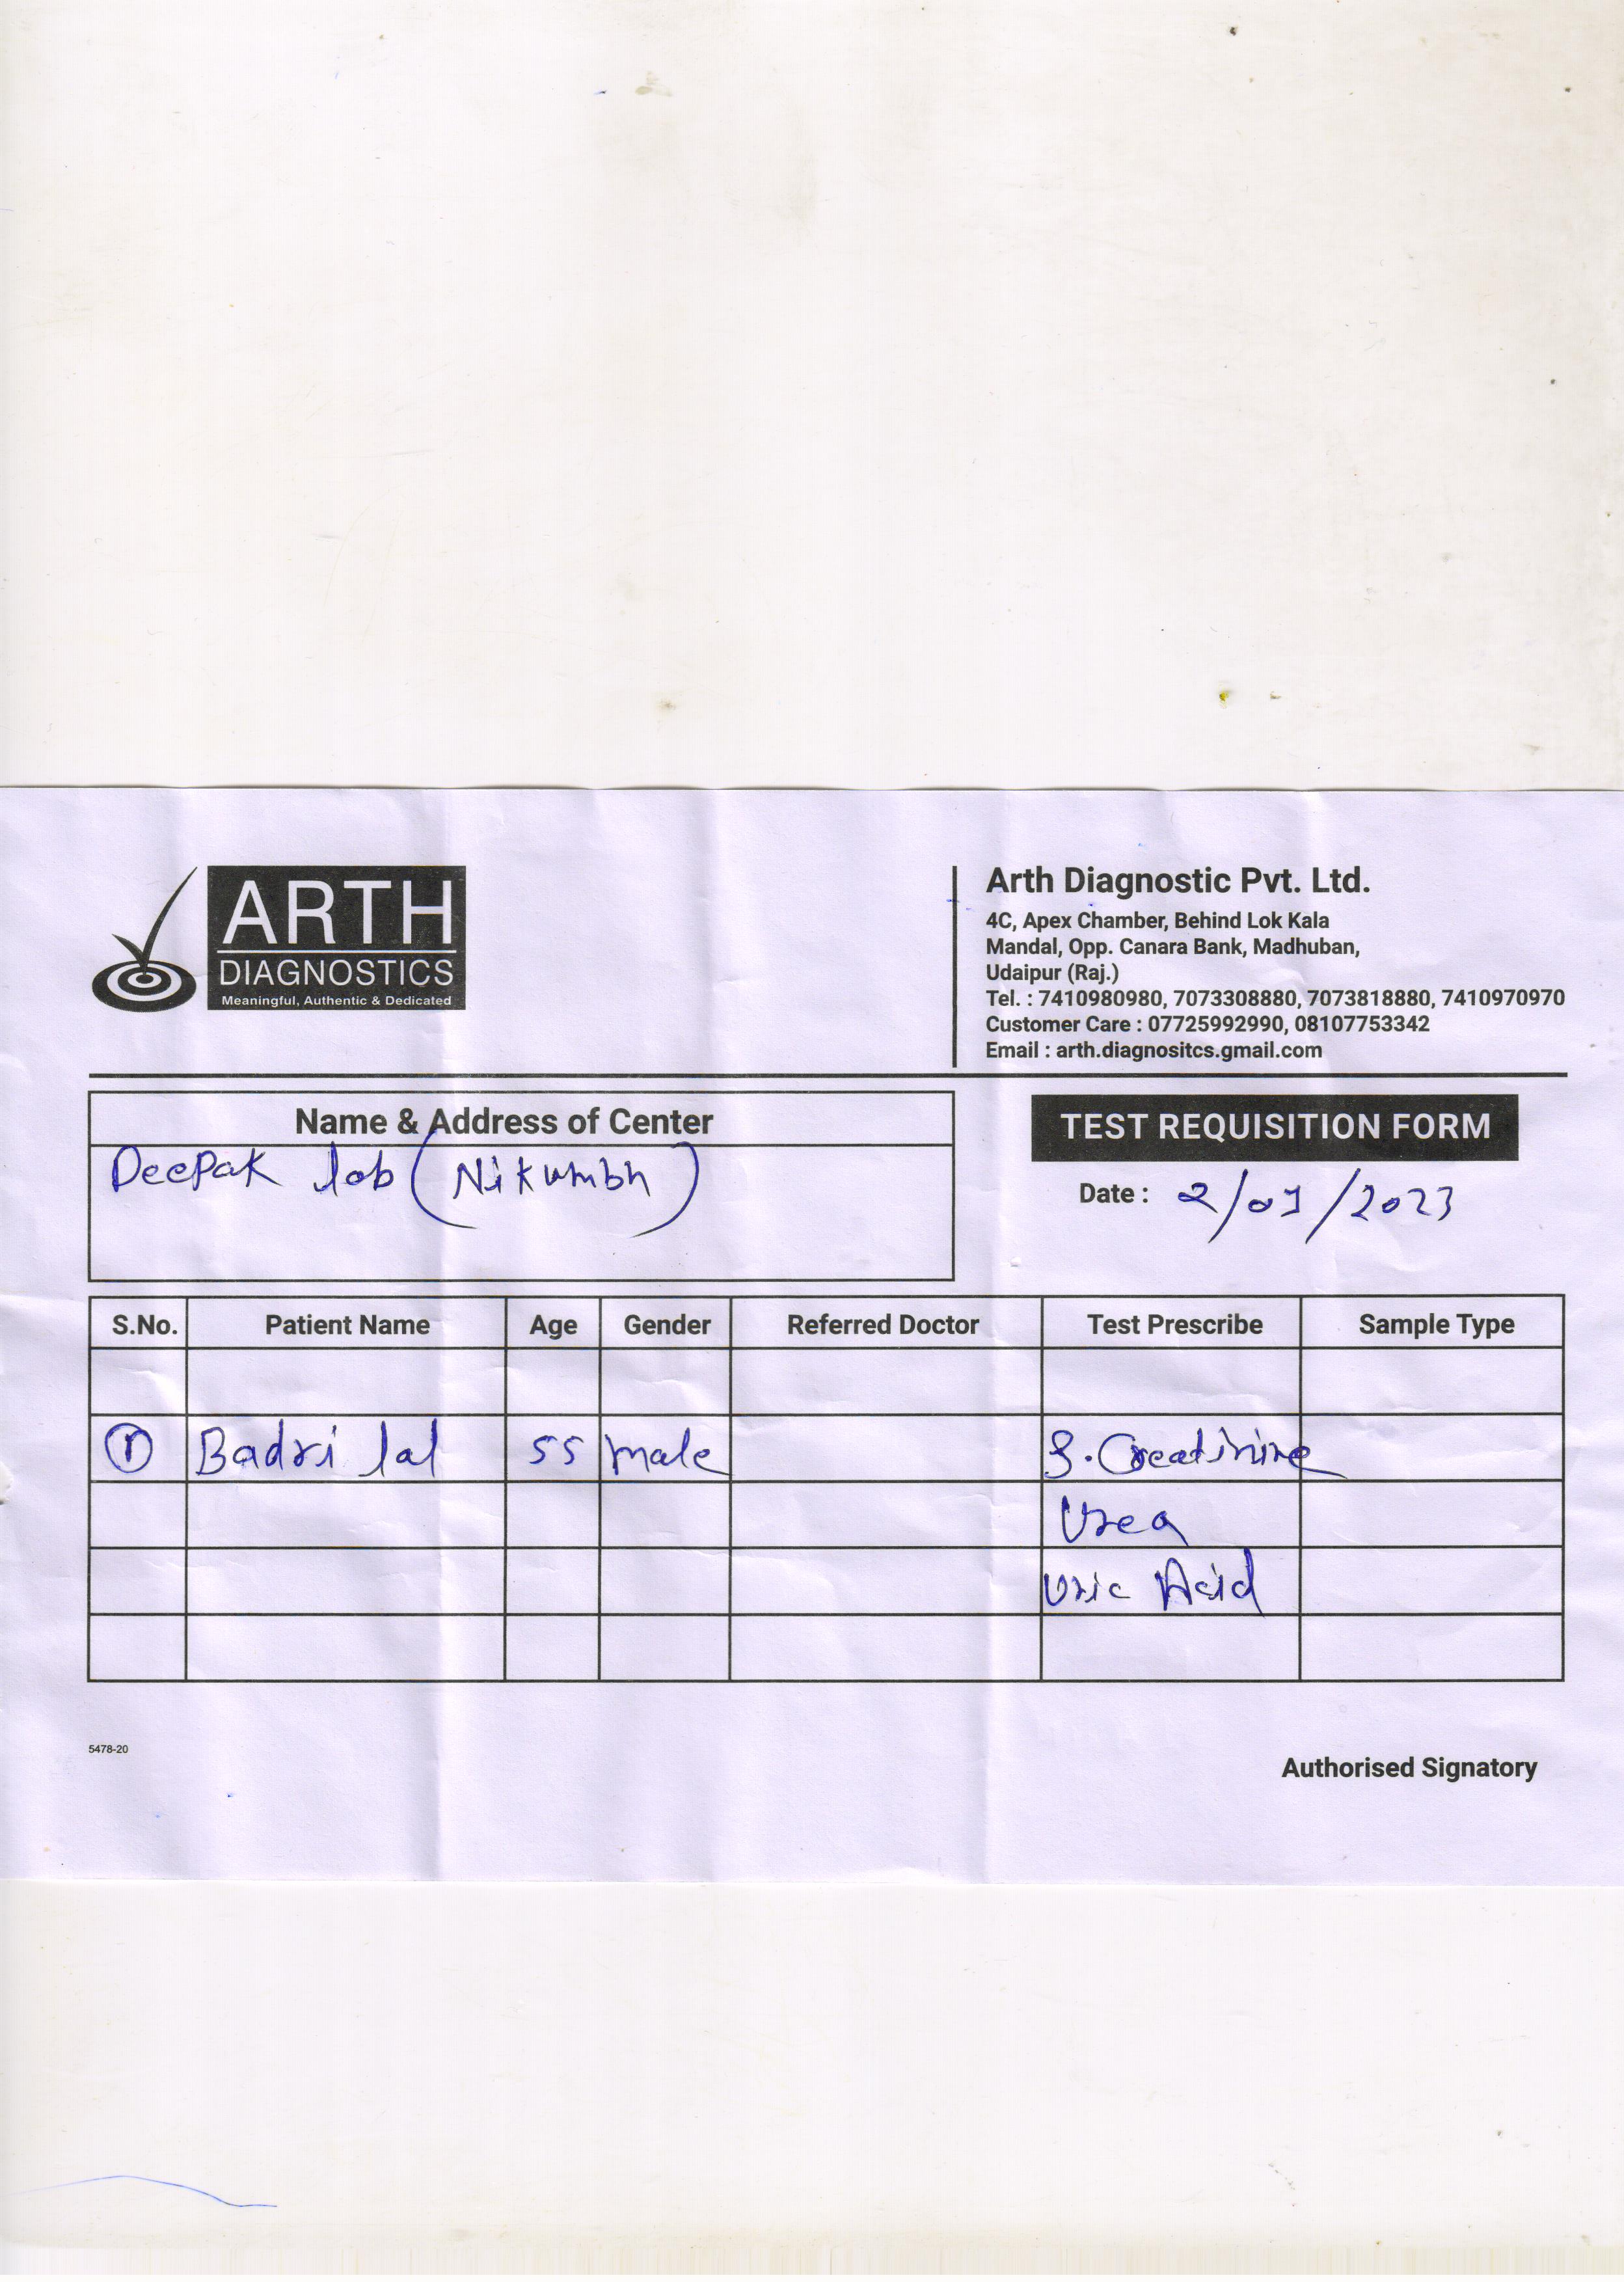 ARTH
DIAGNOSTICS
Meaningful, Authentic & Dedicated
Arth Diagnostic Pvt. Ltd.
4C, Apex Chamber, Behind Lok Kala
Mandal, Opp. Canara Bank, Madhuban,
Udaipur (Raj.)
Tel. : 7410980980, 7073308880, 7073818880, 7410970970
Customer Care : 07725992990, 08107753342
Email : arth.diagnositcs.gmail.com
Name & Address of Center
Deepak lab (Nikumbh)
TEST REQUISITION FORM
Date : 2/01/2023
S.No. Patient Name Age Gender Referred Doctor Test Prescribe Sample Type
1 Badri lal 55 male S. Creatinine
Urea
Uric Acid
5478-20
Authorised Signatory